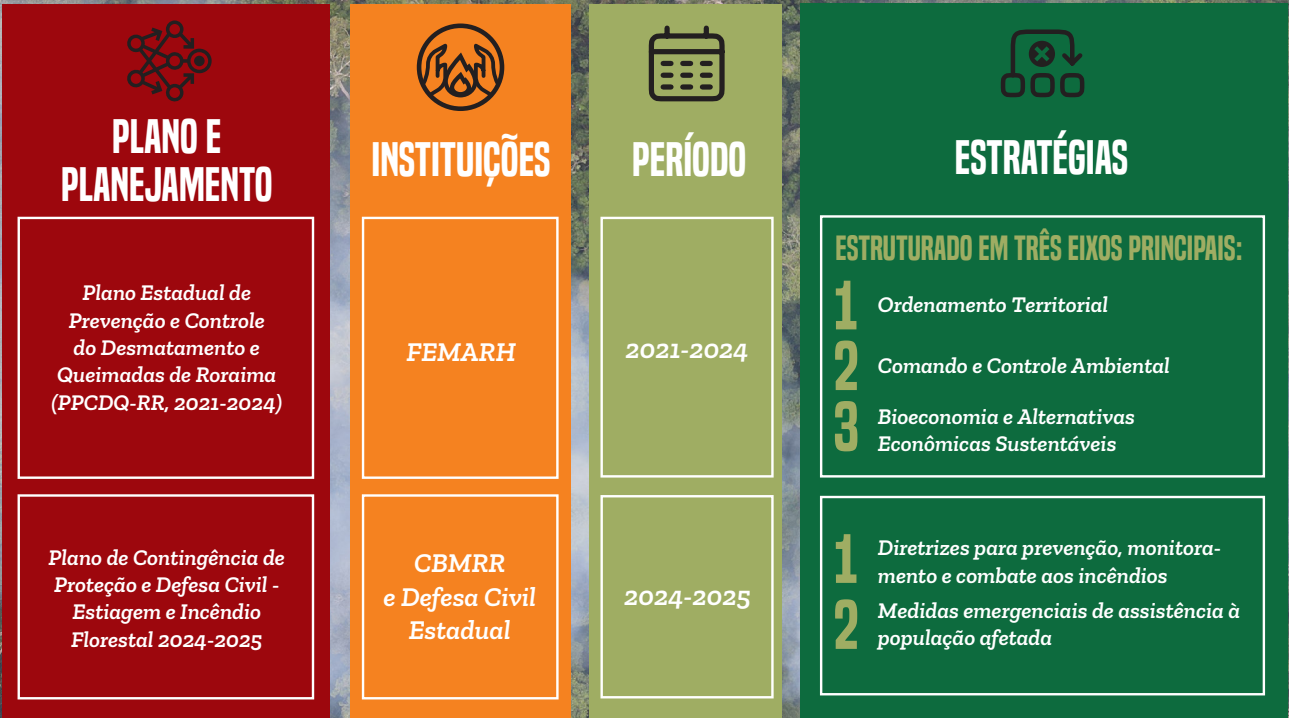 PLANO E
PLANEJAMENTO
INSTITUIÇÕES
PERÍODO
ESTRATÉGIAS
Plano Estadual de
Prevenção e Controle
do Desmatamento e
Queimadas de Roraima
(PPCDQ-RR, 2021-2024)
FEMARH
2021-2024
ESTRUTURADO EM TRÊS EIXOS PRINCIPAIS:
1 Ordenamento Territorial
2 Comando e Controle Ambiental
3 Bioeconomia e Alternativas
Econômicas Sustentáveis
Plano de Contingência de
Proteção e Defesa Civil -
Estiagem e Incêndio
Florestal 2024-2025
CBMRR
e Defesa Civil
Estadual
2024-2025
1 Diretrizes para prevenção, monitora-
mento e combate aos incêndios
2 Medidas emergenciais de assistência à
população afetada